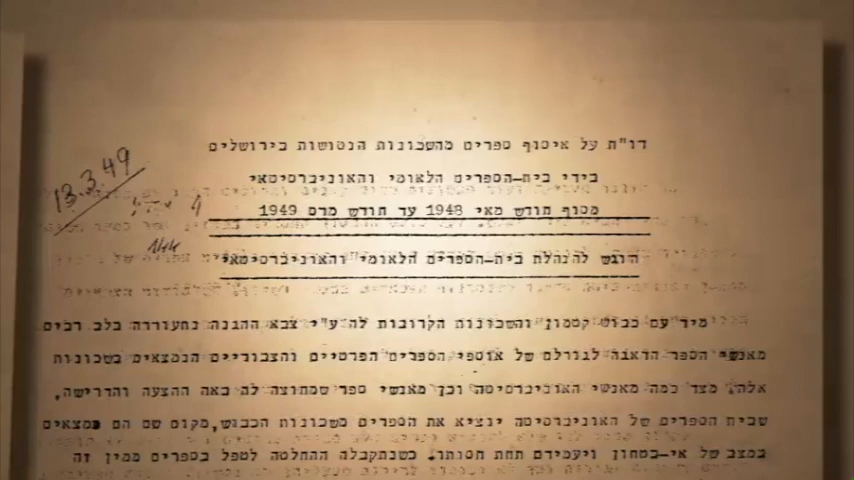 דו"ח על איסוף ספרים מהשכונות הנטושות בירושלים
בידי בית-הספרים הלאומי והאוניברסיטאי
מסוף חודש מאי 1948 עד חודש מרס 1949
הוגש להנהלת בית-הספרים הלאומי והאוניברסיטאי
13.3.49
מיד עם כבוש קטמון והשכונות הקרובות לה ע"י צבא ההגנה נתעוררה בלב רבים
מאנשי הספר הדאגה לגורלם של אוספי הספרים הפרטיים והצבוריים הנמצאים בשכונות
אלה. מצד כמה מאנשי האוניברסיטה וכן מאנשי ספר שמחוצה לה באה ההצעה והדרישה,
שבית הספרים של האוניברסיטה יוציא את הספרים משכונות הכבוש,מקום שם הם נמצאים
במצב של אי-בטחון ויעמידם תחת חסותו. כשנתקבלה ההחלטה לטפל בספרים ממין זה